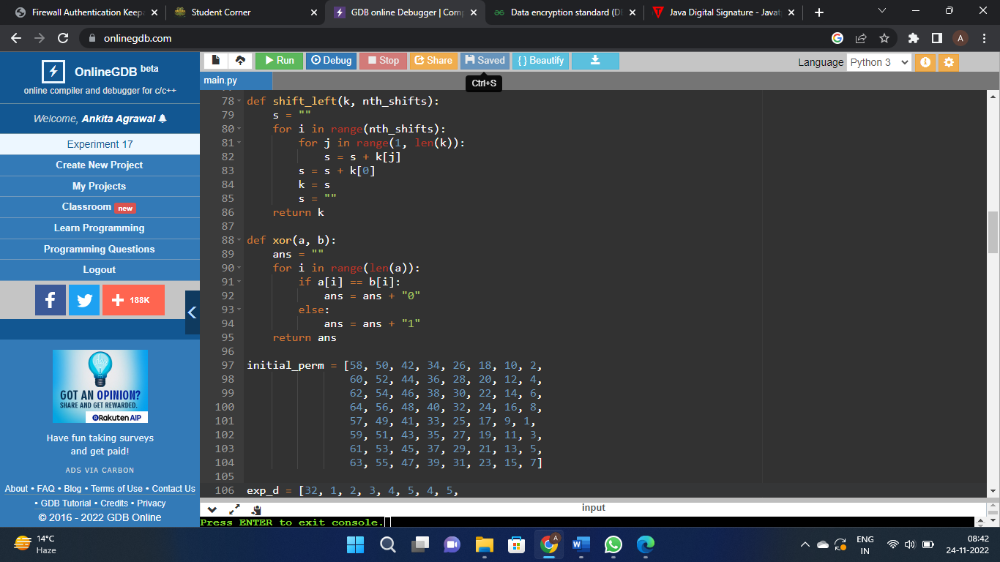 Firewall Authentication Keep
Student Corner
GDB online Debugger | Com
Data encryption standard (D
Java Digital Signature - Javat
onlinegdb.com
A
OnlineGDB beta
online compiler and debugger for c/c++
Welcome, Ankita Agrawal
Experiment 17
Create New Project
My Projects
Classroom new
Learn Programming
Programming Questions
Logout
188K
GOT AN OPINION?
SHARE AND GET REWARDED.
Rakuten AIP
Have fun taking surveys
and get paid!
ADS VIA CARBON
About • FAQ • Blog • Terms of Use • Contact Us
• GDB Tutorial • Credits • Privacy
© 2016 - 2022 GDB Online
Run Debug Stop Share Saved { } Beautify
Language Python 3
main.py
Ctrl+S
78 def shift_left(k, nth_shifts):
79 s = ""
80 for i in range(nth_shifts):
81 for j in range(1, len(k)):
82 s = s + k[j]
83 s = s + k[0]
84 k = s
85 s = ""
86 return k
87
88 def xor(a, b):
89 ans = ""
90 for i in range(len(a)):
91 if a[i] == b[i]:
92 ans = ans + "0"
93 else:
94 ans = ans + "1"
95 return ans
96
97 initial_perm = [58, 50, 42, 34, 26, 18, 10, 2,
98 60, 52, 44, 36, 28, 20, 12, 4,
99 62, 54, 46, 38, 30, 22, 14, 6,
100 64, 56, 48, 40, 32, 24, 16, 8,
101 57, 49, 41, 33, 25, 17, 9, 1,
102 59, 51, 43, 35, 27, 19, 11, 3,
103 61, 53, 45, 37, 29, 21, 13, 5,
104 63, 55, 47, 39, 31, 23, 15, 7]
105
106 exp_d = [32, 1, 2, 3, 4, 5, 4, 5,
input
Press ENTER to exit console.
14°C
Haze
A
ENG
IN
08:42
24-11-2022